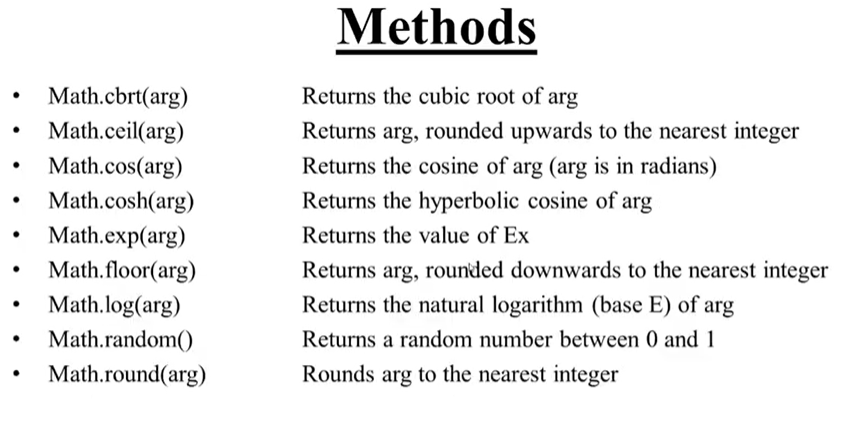 Methods
• Math.cbrt(arg) Returns the cubic root of arg
• Math.ceil(arg) Returns arg, rounded upwards to the nearest integer
• Math.cos(arg) Returns the cosine of arg (arg is in radians)
• Math.cosh(arg) Returns the hyperbolic cosine of arg
• Math.exp(arg) Returns the value of Ex
• Math.floor(arg) Returns arg, rounded downwards to the nearest integer
• Math.log(arg) Returns the natural logarithm (base E) of arg
• Math.random() Returns a random number between 0 and 1
• Math.round(arg) Rounds arg to the nearest integer